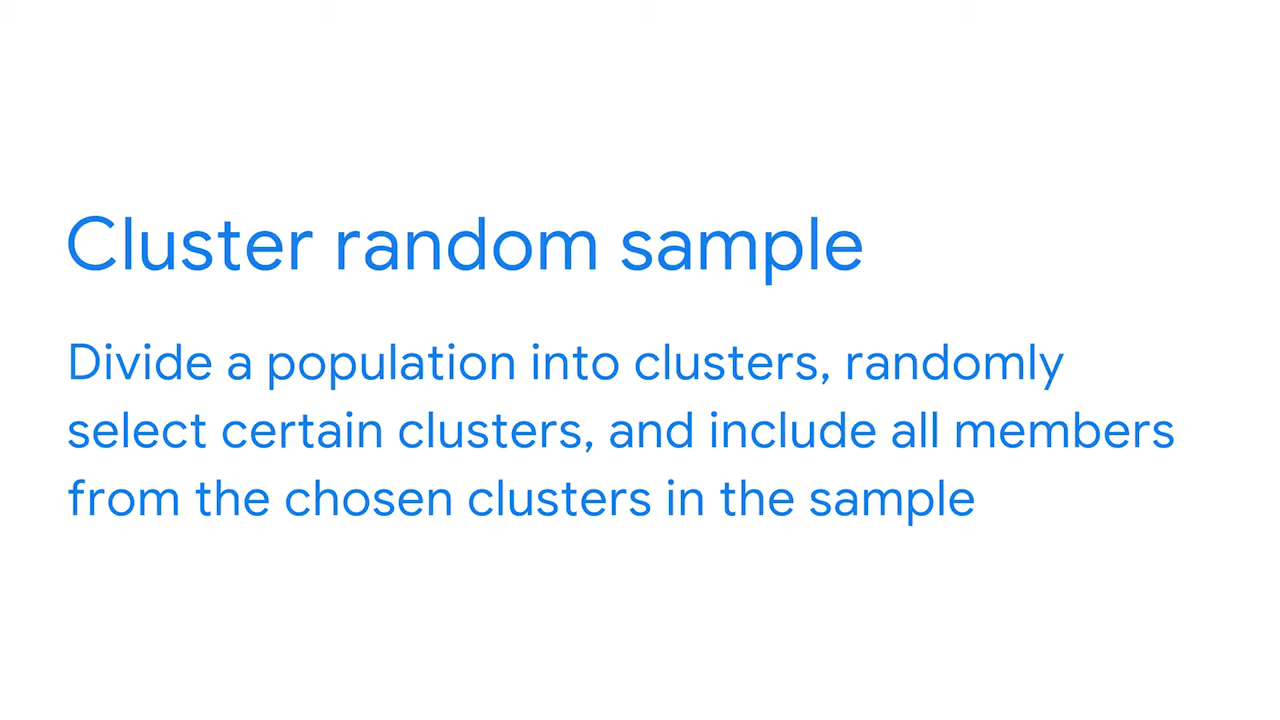 Cluster random sample
Divide a population into clusters, randomly
select certain clusters, and include all members
from the chosen clusters in the sample